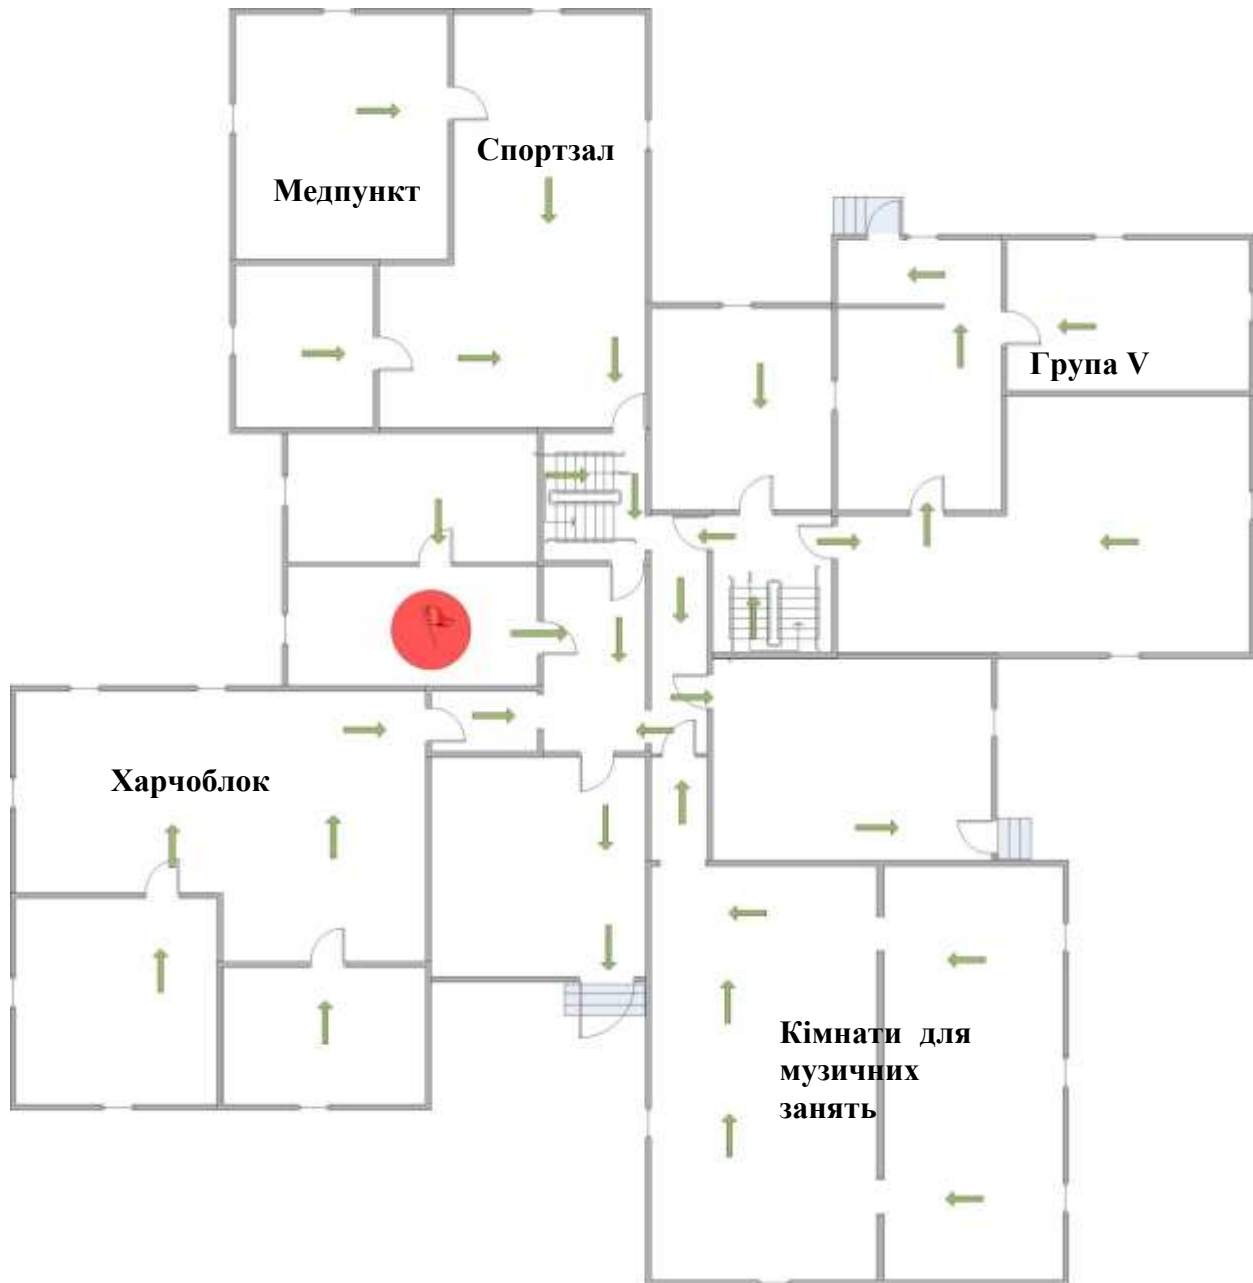 Спортзал
Медпункт
Група V
Харчоблок
Кімнати для
музичних
занять